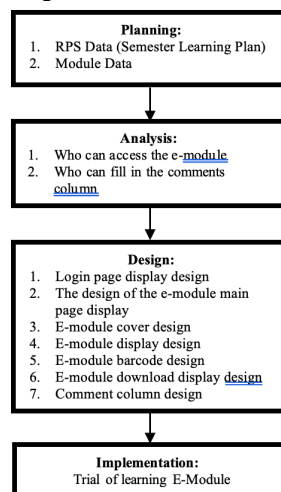 Planning:
1. RPS Data (Semester Learning Plan)
2. Module Data
Analysis:
1. Who can access the e-module
2. Who can fill in the comments
column
Design:
1. Login page display design
2. The design of the e-module main
page display
3. E-module cover design
4. E-module display design
5. E-module barcode design
6. E-module download display design
7. Comment column design
Implementation:
Trial of learning E-Module